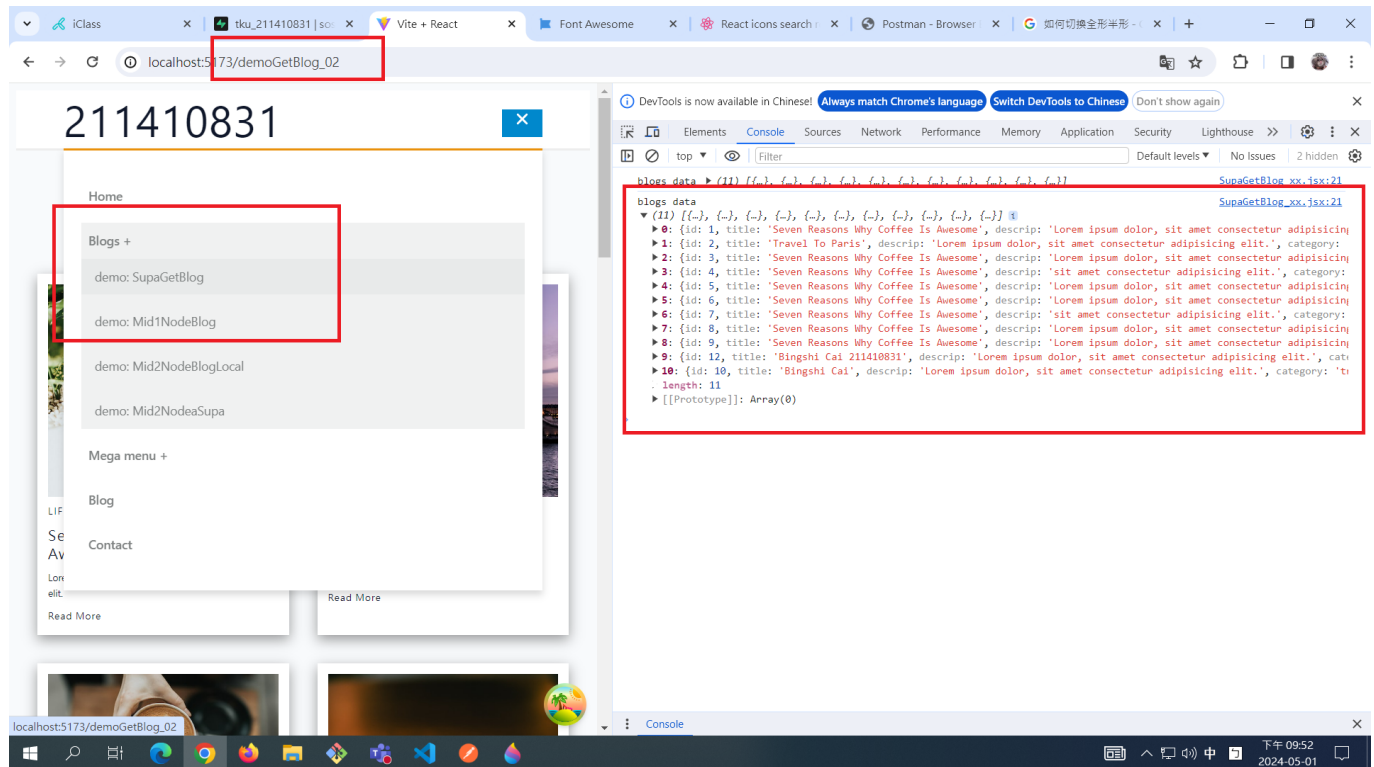 iClass
tku_211410831 | so
Vite + React
Font Awesome
React icons search
Postman - Browser
如何切換全形半形 -
localhost:5173/demoGetBlog_02
211410831
Home
Blogs +
demo: SupaGetBlog
demo: Mid1NodeBlog
demo: Mid2NodeBlogLocal
demo: Mid2NodeaSupa
Mega menu +
Blog
Contact
LIF
Se
Aw
Lore
elit.
Read More
Read More
localhost:5173/demoGetBlog_02
DevTools is now available in Chinese! Always match Chrome's language Switch DevTools to Chinese Don't show again
Elements Console Sources Network Performance Memory Application Security Lighthouse
top Filter Default levels No Issues 2 hidden
blogs data (11) [{…}, {…}, {…}, {…}, {…}, {…}, {…}, {…}, {…}, {…}, {…}] SupaGetBlog_xx.jsx:21
blogs data SupaGetBlog_xx.jsx:21
(11) [{…}, {…}, {…}, {…}, {…}, {…}, {…}, {…}, {…}, {…}, {…}]
0: {id: 1, title: 'Seven Reasons Why Coffee Is Awesome', descrip: 'Lorem ipsum dolor, sit amet consectetur adipisicing
1: {id: 2, title: 'Travel To Paris', descrip: 'Lorem ipsum dolor, sit amet consectetur adipisicing elit.', category:
2: {id: 3, title: 'Seven Reasons Why Coffee Is Awesome', descrip: 'Lorem ipsum dolor, sit amet consectetur adipisicing
3: {id: 4, title: 'Seven Reasons Why Coffee Is Awesome', descrip: 'sit amet consectetur adipisicing elit.', category:
4: {id: 5, title: 'Seven Reasons Why Coffee Is Awesome', descrip: 'Lorem ipsum dolor, sit amet consectetur adipisicing
5: {id: 6, title: 'Seven Reasons Why Coffee Is Awesome', descrip: 'Lorem ipsum dolor, sit amet consectetur adipisicing
6: {id: 7, title: 'Seven Reasons Why Coffee Is Awesome', descrip: 'sit amet consectetur adipisicing elit.', category:
7: {id: 8, title: 'Seven Reasons Why Coffee Is Awesome', descrip: 'Lorem ipsum dolor, sit amet consectetur adipisicing
8: {id: 9, title: 'Seven Reasons Why Coffee Is Awesome', descrip: 'Lorem ipsum dolor, sit amet consectetur adipisicing
9: {id: 12, title: 'Bingshi Cai 211410831', descrip: 'Lorem ipsum dolor, sit amet consectetur adipisicing elit.', cat
10: {id: 10, title: 'Bingshi Cai', descrip: 'Lorem ipsum dolor, sit amet consectetur adipisicing elit.', category: 't
length: 11
[[Prototype]]: Array(0)
Console
中
下午 09:52
2024-05-01